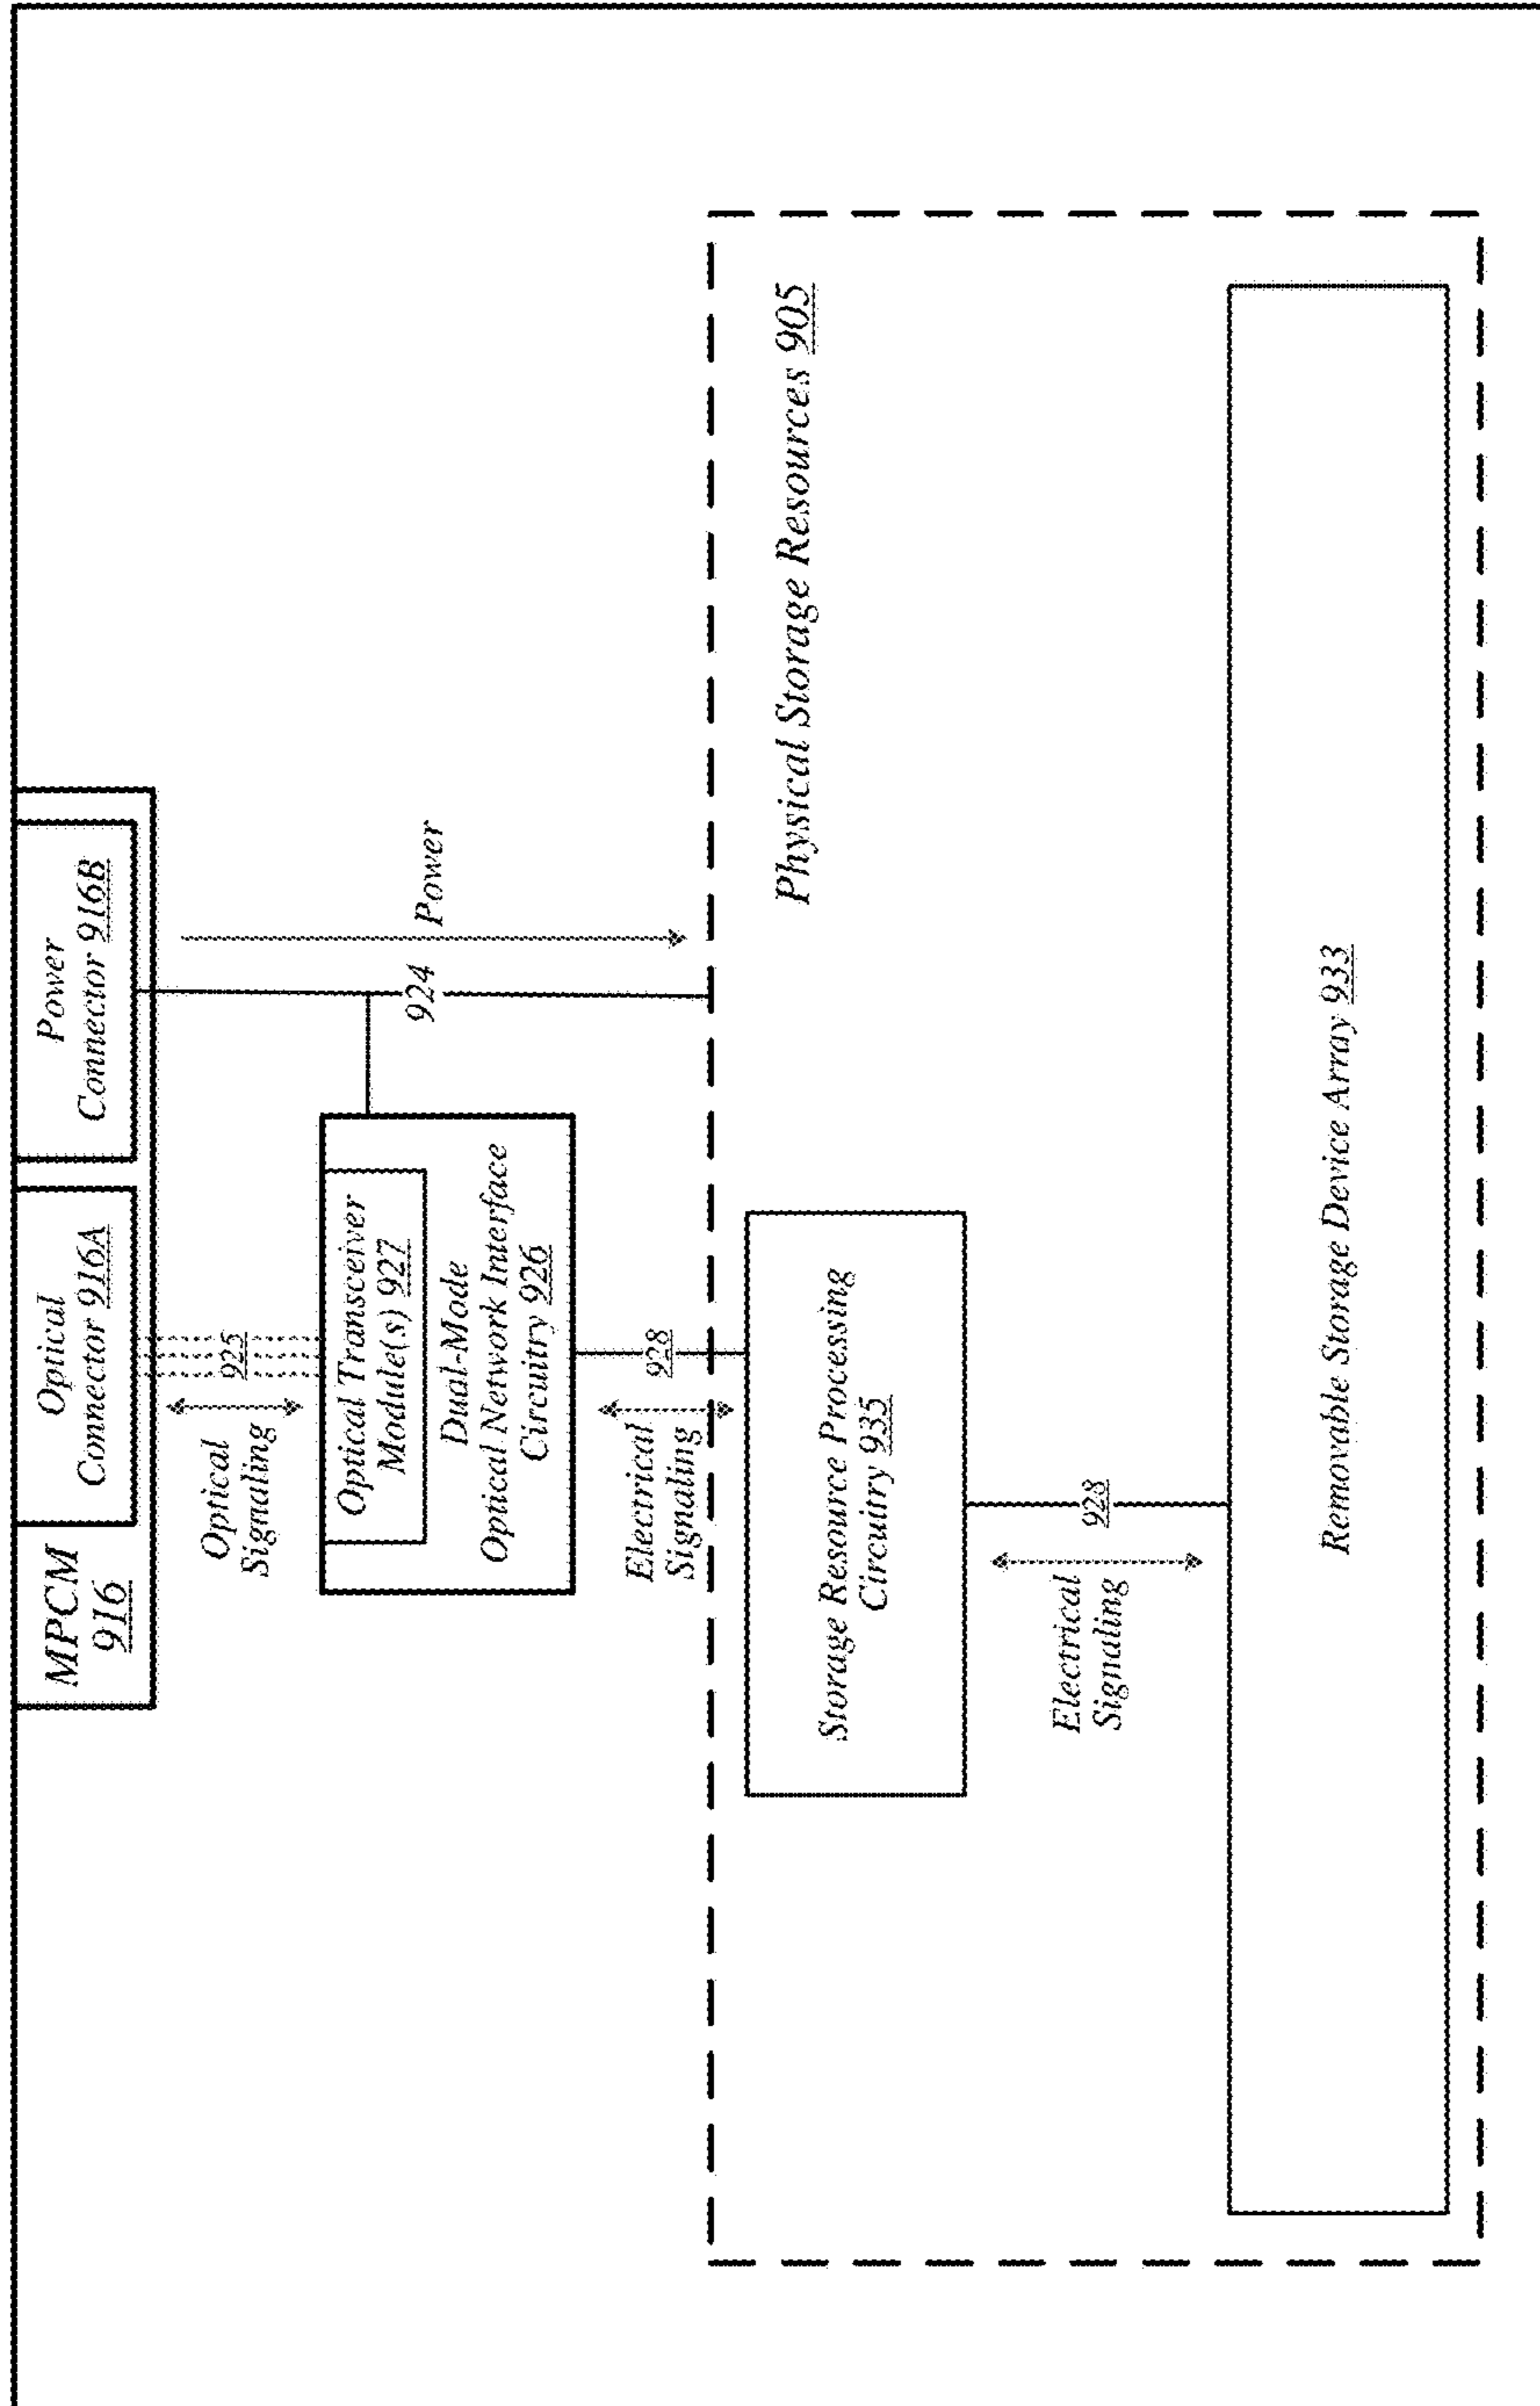 MPCM
916
Optical
Connector 916A
Power
Connector 916B
Optical
Signaling
925
Power
924
Optical Transceiver
Module(s) 927
Dual-Mode
Optical Network Interface
Circuitry 926
Electrical
Signaling
928
Physical Storage Resources 905
Storage Resource Processing
Circuitry 935
Electrical
Signaling
928
Removable Storage Device Array 933